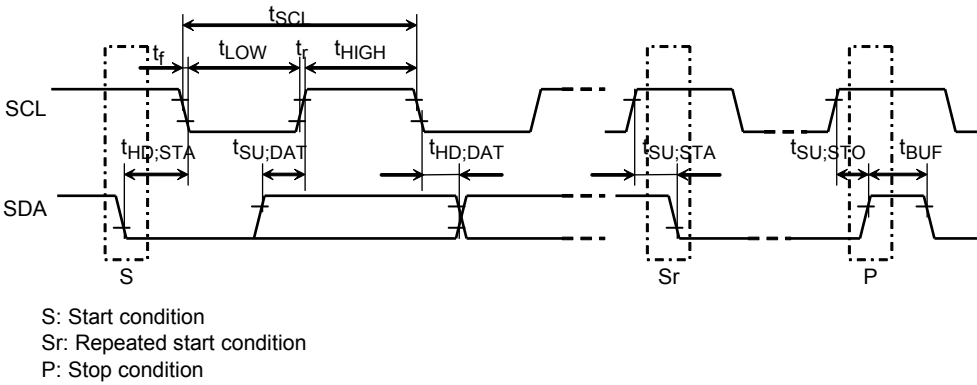 tSCL
tf tLOW tr tHIGH
SCL
tHD;STA tSU;DAT tHD;DAT tSU;STA tSU;STO tBUF
SDA
S Sr P
S: Start condition
Sr: Repeated start condition
P: Stop condition